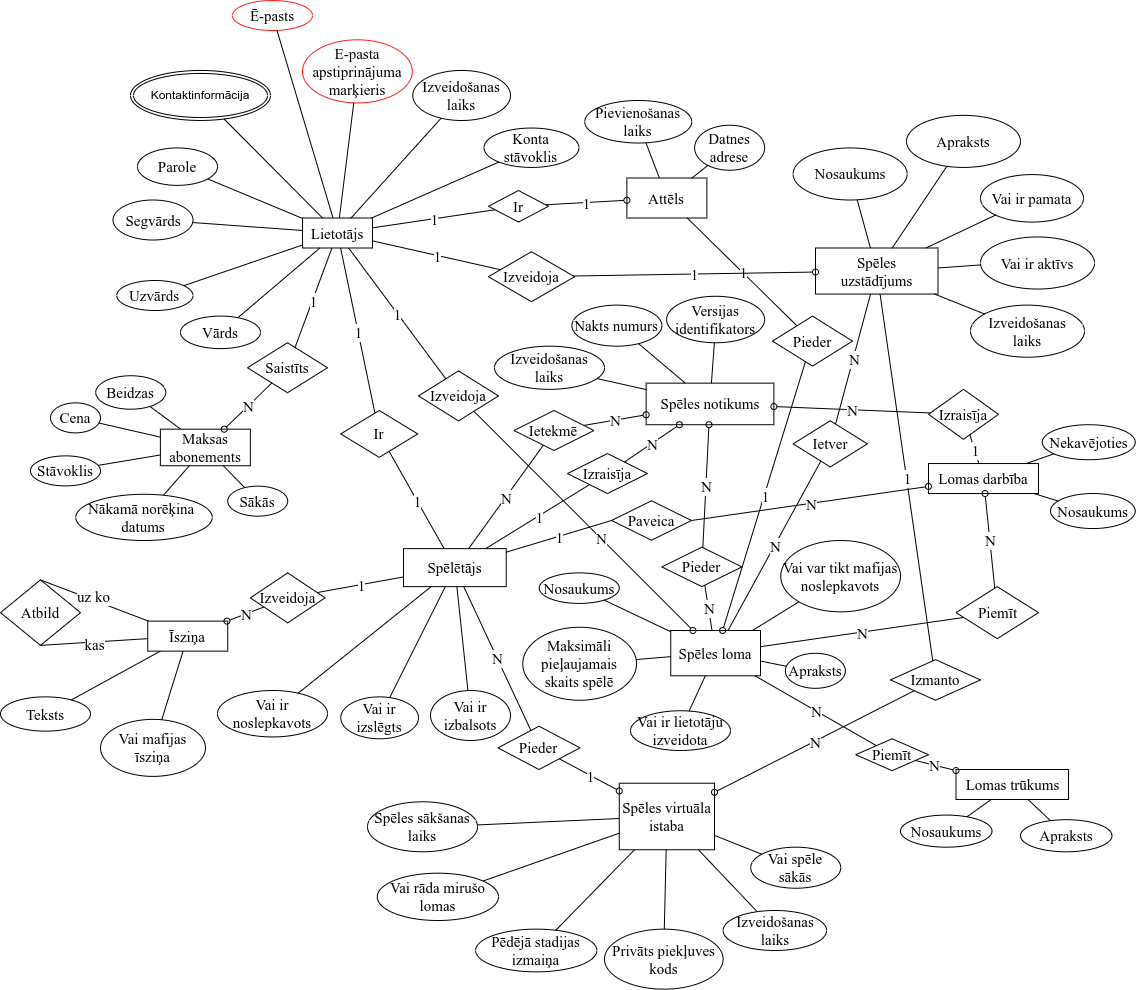 Ē-pasts
E-pasta
apstiprinājuma
marķieris
Kontaktinformācija
Izveidošanas
laiks
Pievienošanas
laiks
Datnes
adrese
Apraksts
Konta
stāvoklis
Parole
Nosaukums
Attēls
Vai ir pamata
Ir
1
1
Segvārds
Lietotājs
1
Izveidoja
1
1
Spēles
uzstādījums
Vai ir aktīvs
Uzvārds
Vārds
1
1
1
Nakts numurs
Versijas
identifikators
Izveidošanas
laiks
Pieder
N
Saistīts
Izveidošanas
laiks
Beidzas
N
Izveidoja
Spēles notikums
N
Izraisīja
Cena
Maksas
abonements
Ir
Ietekmē
N
N
Ietver
1
Nekavējoties
Stāvoklis
Izraisīja
Lomas darbība
1
Sākās
Nākamā norēķina
datums
N
N
1
1
N
Nosaukums
1
Paveica
1
N
N
N
Spēlētājs
Pieder
Vai var tikt mafijas
noslepkavots
Nosaukums
Izveidoja
1
uz ko
N
Atbild
N
Piemīt
kas
Īsziņa
N
Maksimāli
pieļaujamais
skaits spēlē
Spēles loma
N
Apraksts
Izmanto
Teksts
Vai ir
noslepkavots
Vai ir
izslēgts
Vai ir
izbalsots
Vai ir lietotāju
izveidota
N
Vai mafijas
īsziņa
Pieder
N
Piemīt
N
1
Lomas trūkums
Spēles virtuāla
istaba
Spēles sākšanas
laiks
Nosaukums
Apraksts
Vai spēle
sākās
Vai rāda mirušo
lomas
Izveidošanas
laiks
Pēdējā stadijas
izmaiņa
Privāts piekļuves
kods